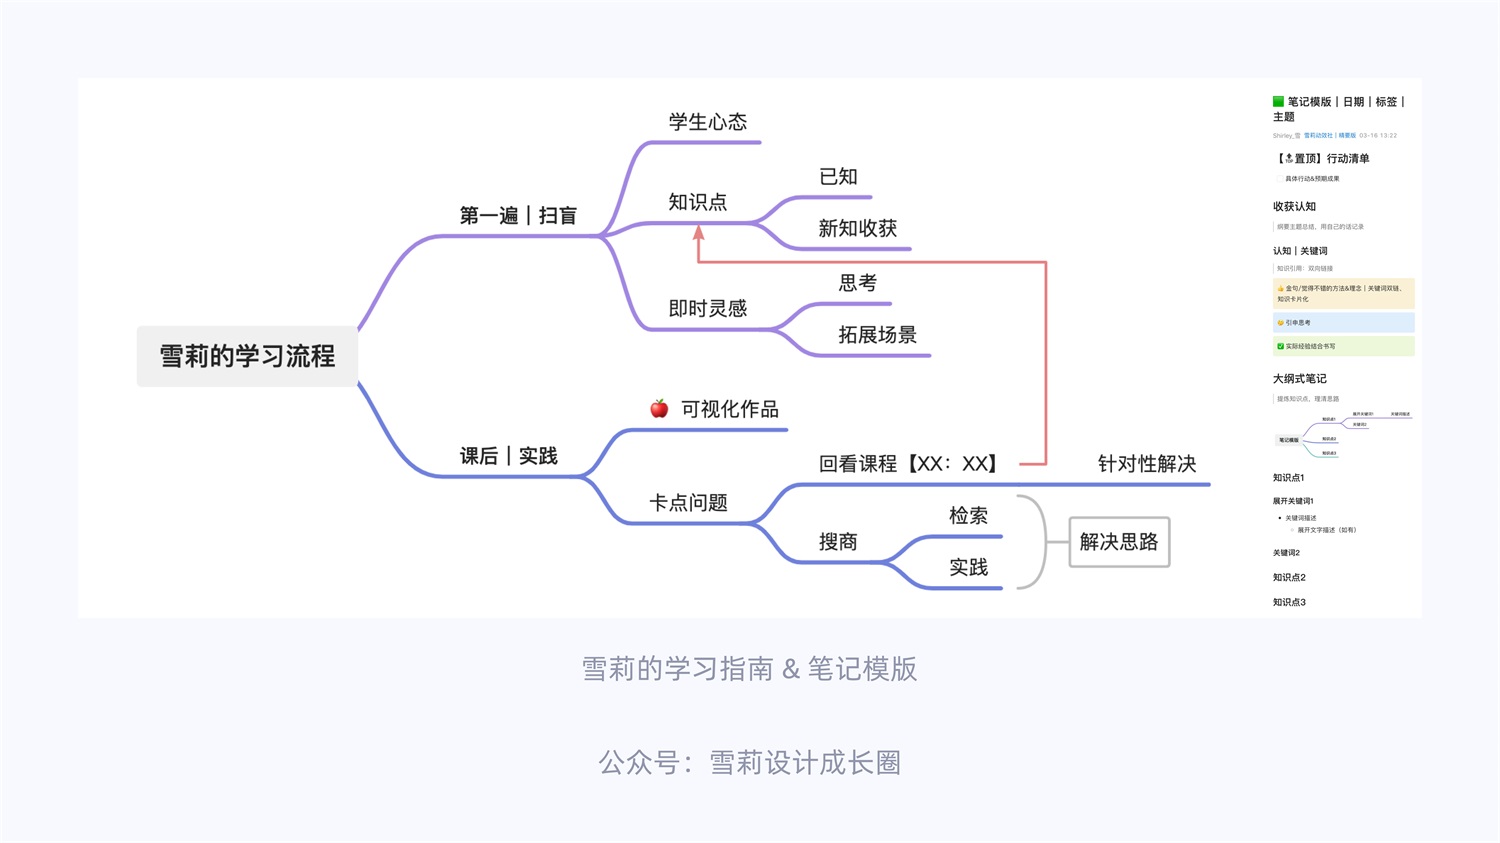 学生心态
已知
知识点
第一遍｜扫盲
新知收获
思考
即时灵感
拓展场景
雪莉的学习流程
可视化作品
课后｜实践
回看课程【XX：XX】
针对性解决
卡点问题
检索
搜商
解决思路
实践
笔记模版｜日期｜标签｜
主题
Shirley_雪 雪莉动效社｜精要版 03-16 13:22
【置顶】行动清单
具体行动&预期成果
收获认知
纲要主题总结，用自己的话记录
认知｜关键词
知识引用：双向链接
金句/觉得不错的方法&理念｜关键词双链、
知识卡片化
引申思考
实际经验结合书写
大纲式笔记
提炼知识点，理清思路
展开关键词1
关键词描述
知识点1
关键词2
笔记模版
知识点2
知识点3
知识点1
展开关键词1
关键词描述
展开文字描述（如有）
关键词2
知识点2
知识点3
雪莉的学习指南 & 笔记模版
公众号：雪莉设计成长圈